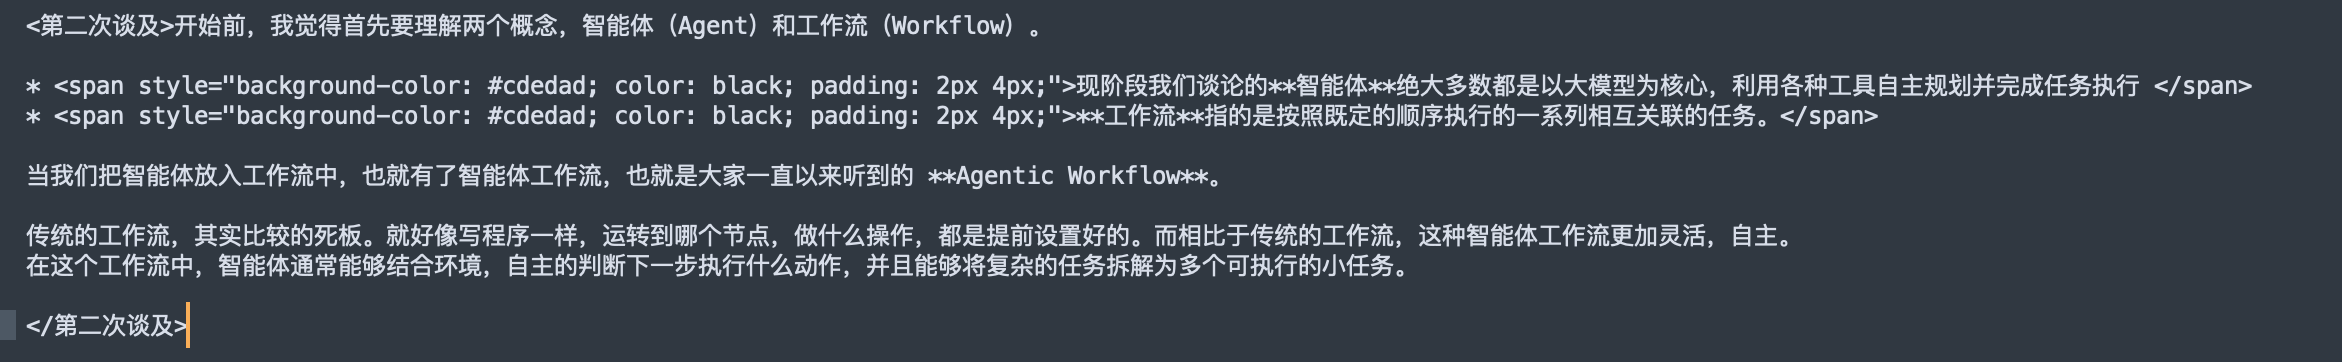 <第二次谈及>开始前，我觉得首先要理解两个概念，智能体（Agent）和工作流（Workflow）。
* <span style="background-color: #cdedad; color: black; padding: 2px 4px;">现阶段我们谈论的**智能体**绝大多数都是以大模型为核心，利用各种工具自主规划并完成任务执行 </span>
* <span style="background-color: #cdedad; color: black; padding: 2px 4px;">**工作流**指的是按照既定的顺序执行的一系列相互关联的任务。</span>
当我们把智能体放入工作流中，也就有了智能体工作流，也就是大家一直以来听到的 **Agentic Workflow**。
传统的工作流，其实比较的死板。就好像写程序一样，运转到哪个节点，做什么操作，都是提前设置好的。而相比于传统的工作流，这种智能体工作流更加灵活，自主。
在这个工作流中，智能体通常能够结合环境，自主的判断下一步执行什么动作，并且能够将复杂的任务拆解为多个可执行的小任务。
</第二次谈及>